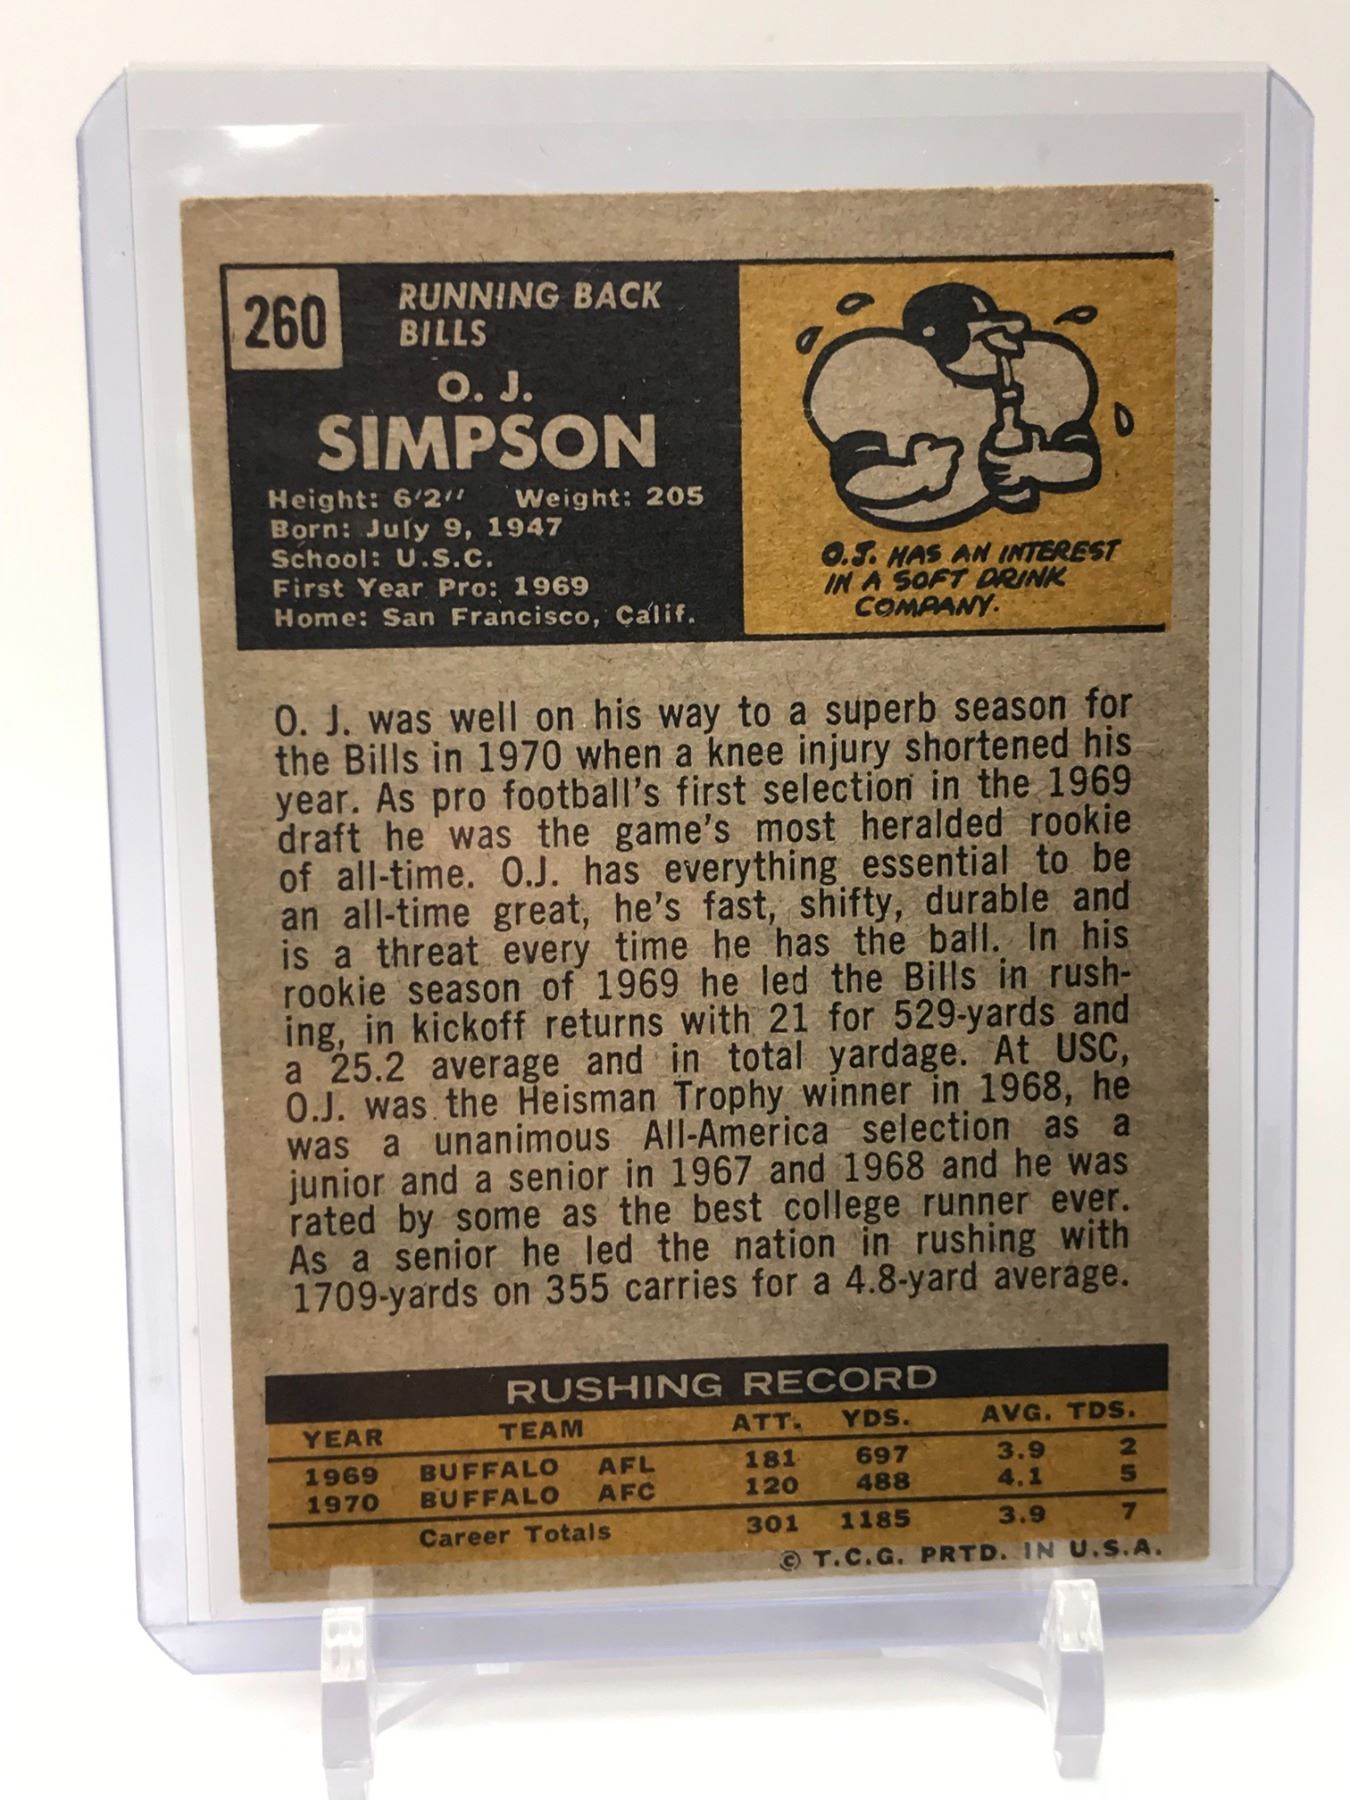 260
RUNNING BACK
BILLS
O. J.
SIMPSON
Height: 6'2'' Weight: 205
Born: July 9, 1947
School: U.S.C.
First Year Pro: 1969
Home: San Francisco, Calif.
O.J. HAS AN INTEREST
IN A SOFT DRINK
COMPANY.
O. J. was well on his way to a superb season for
the Bills in 1970 when a knee injury shortened his
year. As pro football's first selection in the 1969
draft he was the game's most heralded rookie
of all-time. O.J. has everything essential to be
an all-time great, he's fast, shifty, durable and
is a threat every time he has the ball. In his
rookie season of 1969 he led the Bills in rush-
ing, in kickoff returns with 21 for 529-yards and
a 25.2 average and in total yardage. At USC,
O.J. was the Heisman Trophy winner in 1968, he
was a unanimous All-America selection as a
junior and a senior in 1967 and 1968 and he was
rated by some as the best college runner ever.
As a senior he led the nation in rushing with
1709-yards on 355 carries for a 4.8-yard average.
RUSHING RECORD
YEAR TEAM ATT. YDS. AVG. TDS.
1969 BUFFALO AFL 181 697 3.9 2
1970 BUFFALO AFC 120 488 4.1 5
Career Totals 301 1185 3.9 7
© T.C.G. PRTD. IN U.S.A.